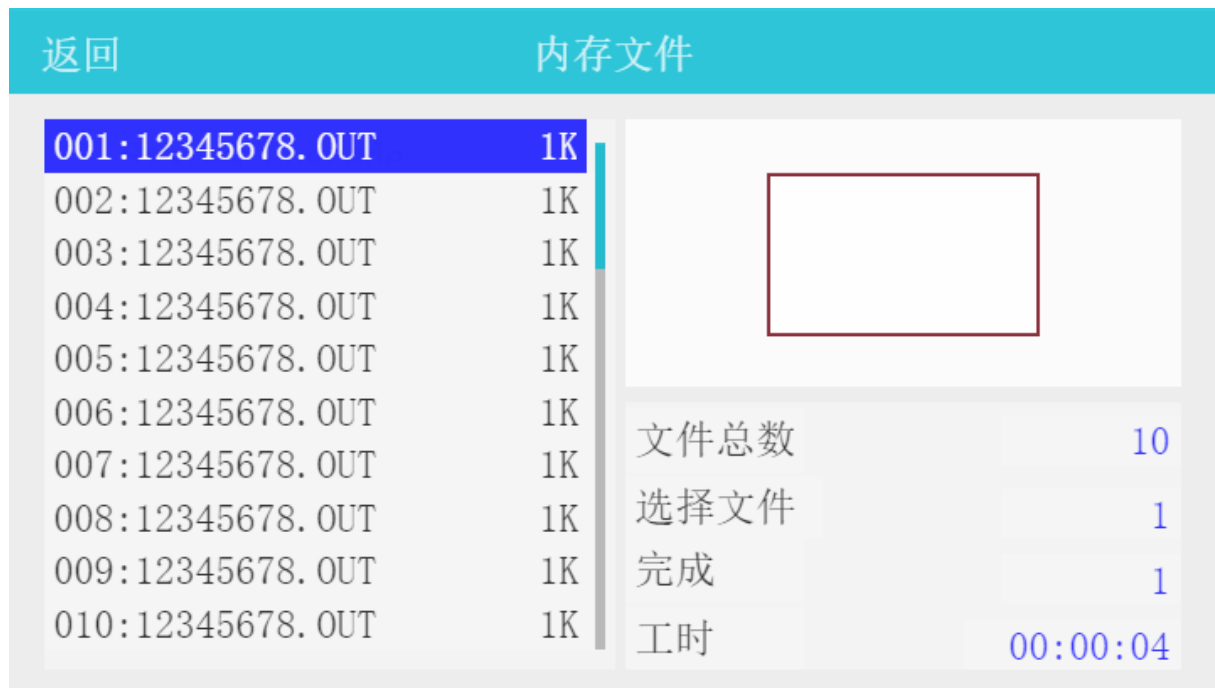 返回 内存文件
001:12345678.OUT 1K
002:12345678.OUT 1K
003:12345678.OUT 1K
004:12345678.OUT 1K
005:12345678.OUT 1K
006:12345678.OUT 1K
007:12345678.OUT 1K
008:12345678.OUT 1K
009:12345678.OUT 1K
010:12345678.OUT 1K
文件总数 10
选择文件 1
完成 1
工时 00:00:04